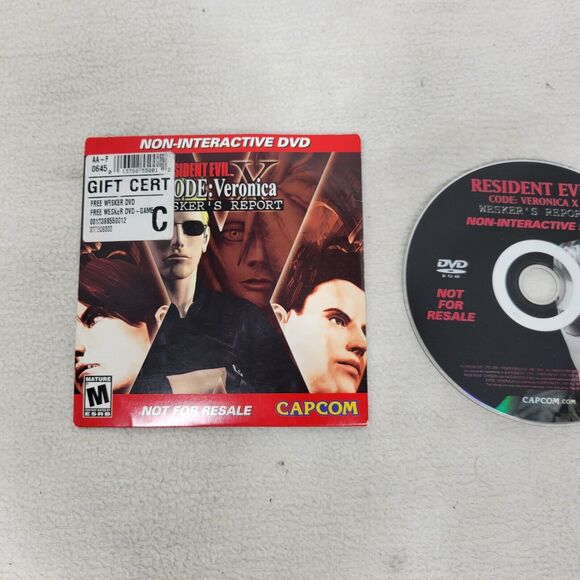 NON-INTERACTIVE DVD
AA-F
0645
GIFT CERT
FREE WESKER DVD
FREE WESKER DVD-GAME
C
RESIDENT EVIL
CODE: Veronica X
WESKER'S REPORT
MATURE
M
ESRB
NOT FOR RESALE
CAPCOM
RESIDENT EV
CODE: VERONICA X
WESKER'S REPOR
NON-INTERACTIVE
DVD
ROM
NOT
FOR
RESALE
CAPCOM.COM